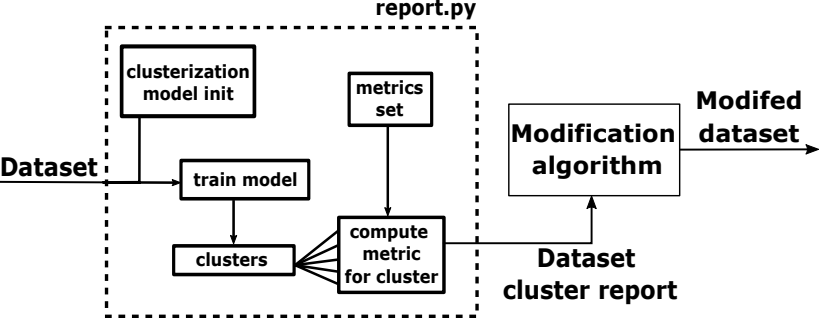 report.py
clusterization
model init
metrics
set
Modifed
dataset
Modification
algorithm
Dataset
train model
compute
metric
for cluster
clusters
Dataset
cluster report